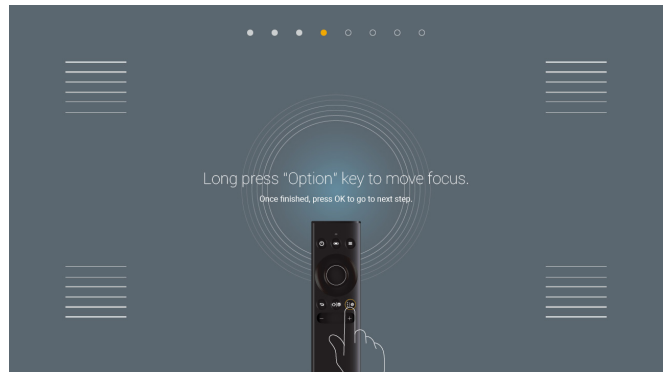 Long press "Option" key to move focus.
Once finished, press OK to go to next step.